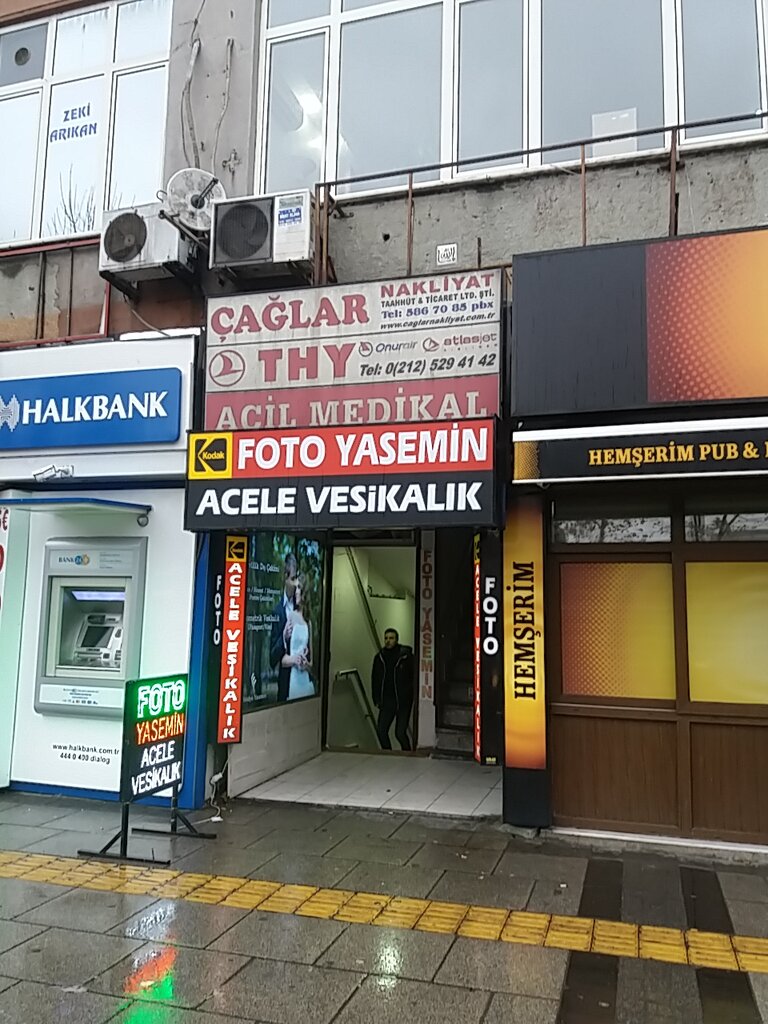 ZEKİ
ARIKAN
ÇAĞLAR
NAKLİYAT
TAAHHÜT & TİCARET LTD. ŞTİ.
Tel: 586 70 85 pbx
www.caglarnakliyat.com.tr
THY
Onurair
atlasjet
Tel: 0(212) 529 41 42
ACİL MEDİKAL
HALKBANK
Kodak
FOTO YASEMİN
ACELE VESİKALIK
HEMŞERİM PUB &
HEMŞERİM
FOTO
ACELE VESİKALIK
FOTO YASEMİN
FOTO
FOTO
YASEMİN
ACELE
VESİKALIK
www.halkbank.com.tr
444 0 400 dialog